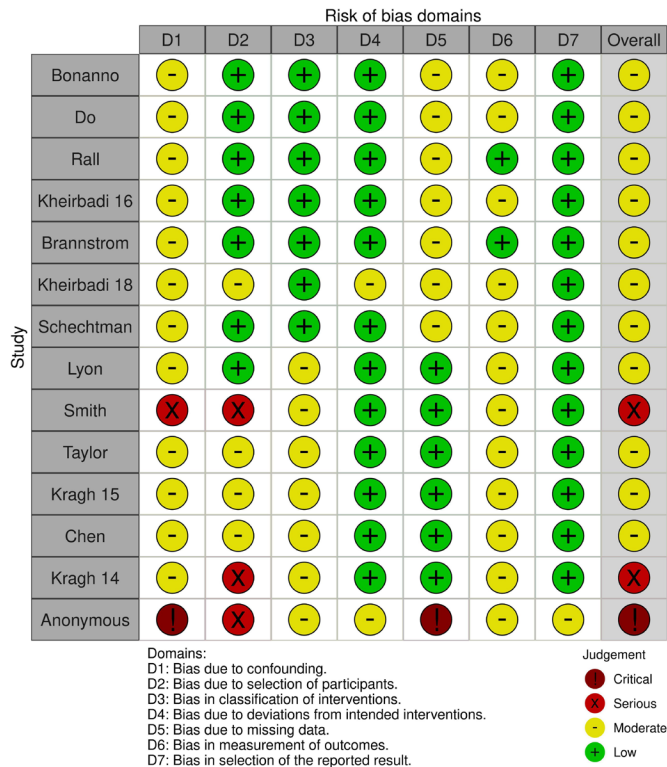 Risk of bias domains
D1 D2 D3 D4 D5 D6 D7 Overall
Study
Bonanno - + + + - - + -
Do - + + + - - + -
Rall - + + + - + + -
Kheirbadi 16 - + + + - - + -
Brannstrom - + + + - + + -
Kheirbadi 18 - - + - - - + -
Schechtman - + + + - - + -
Lyon - + - + + - + -
Smith X X - + + - + X
Taylor - - - + + - + -
Kragh 15 - - - + + - + -
Chen - - - + + - + -
Kragh 14 - X - + + - + X
Anonymous ! X - - ! - - !
Domains:
D1: Bias due to confounding.
D2: Bias due to selection of participants.
D3: Bias in classification of interventions.
D4: Bias due to deviations from intended interventions.
D5: Bias due to missing data.
D6: Bias in measurement of outcomes.
D7: Bias in selection of the reported result.
Judgement
! Critical
X Serious
- Moderate
+ Low